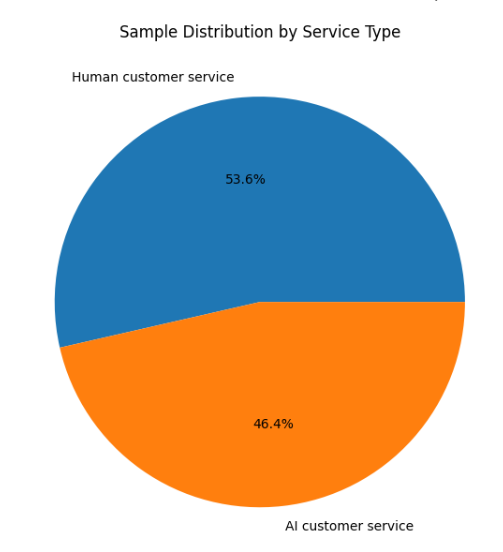 Sample Distribution by Service Type
Human customer service
53.6%
46.4%
AI customer service